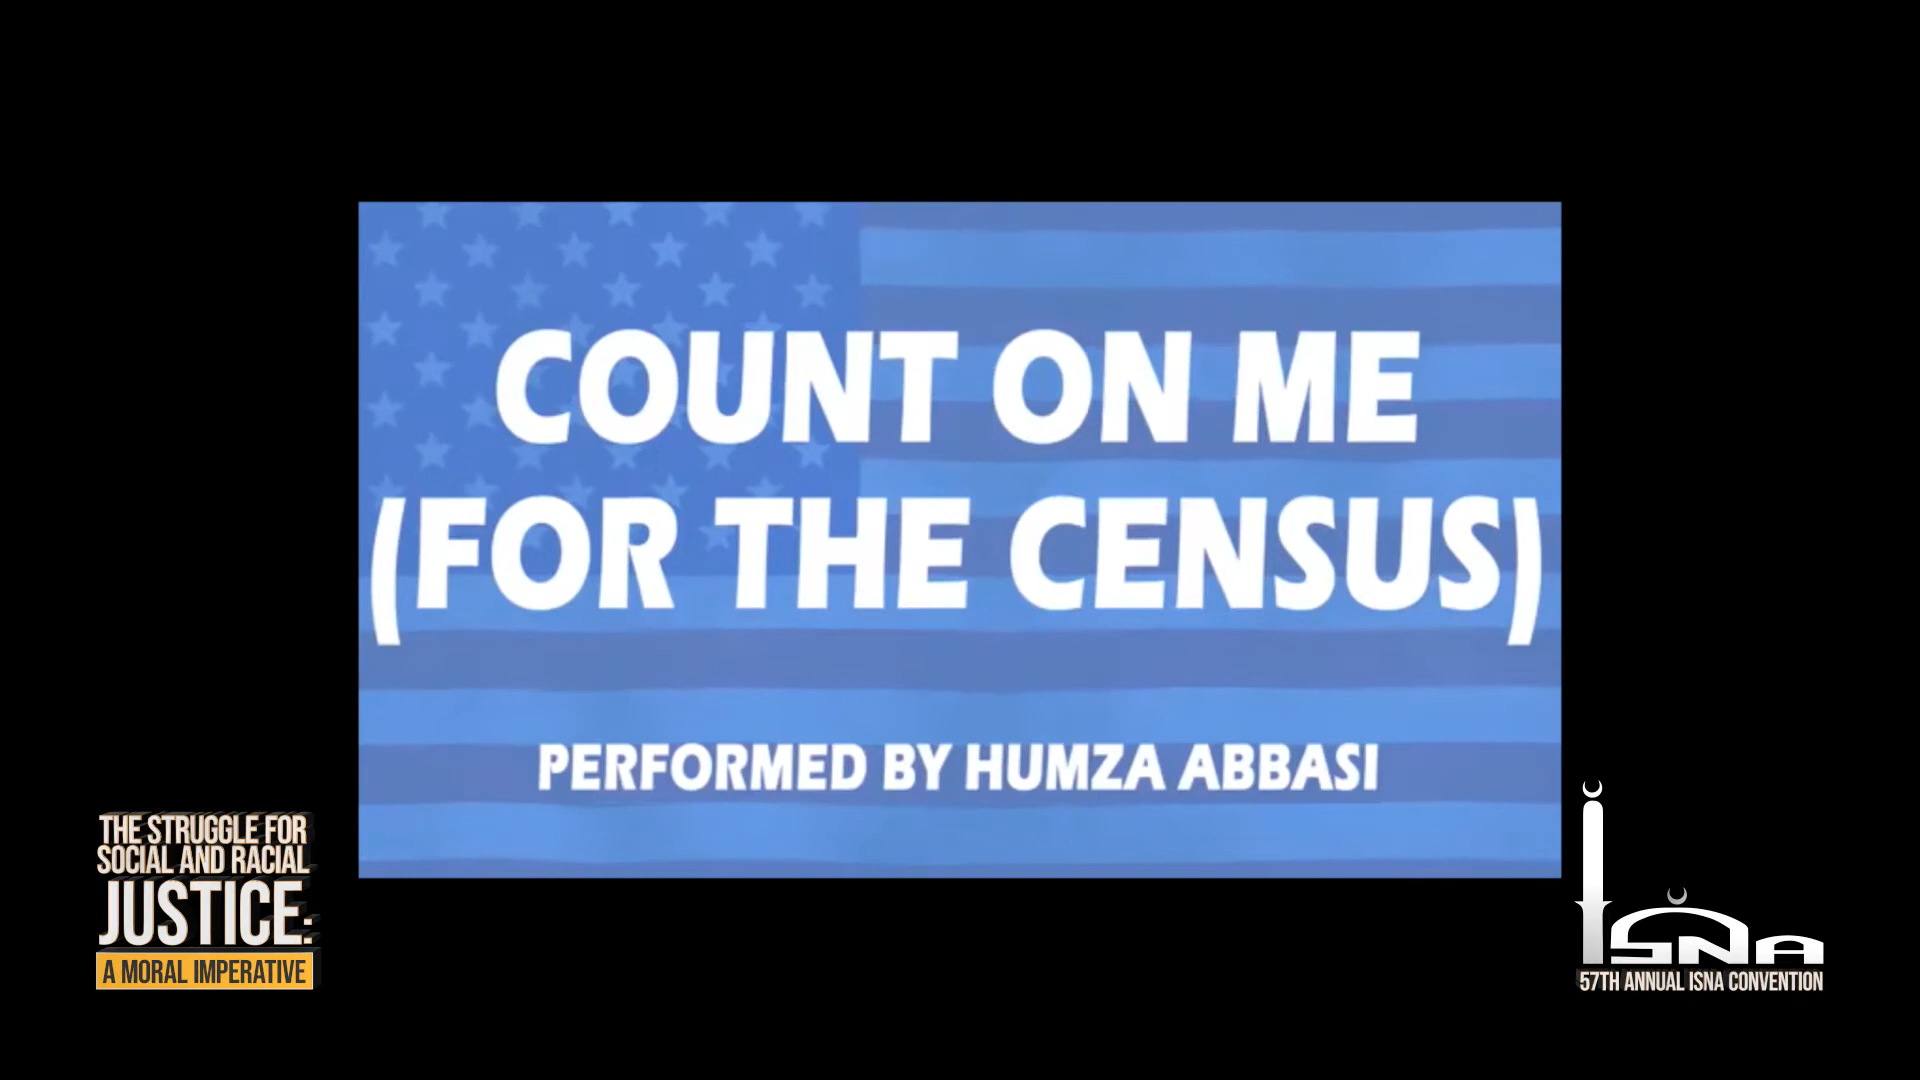 COUNT ON ME
(FOR THE CENSUS)
PERFORMED BY HUMZA ABBASI
THE STRUGGLE FOR
SOCIAL AND RACIAL
JUSTICE:
A MORAL IMPERATIVE
ISNA
57TH ANNUAL ISNA CONVENTION